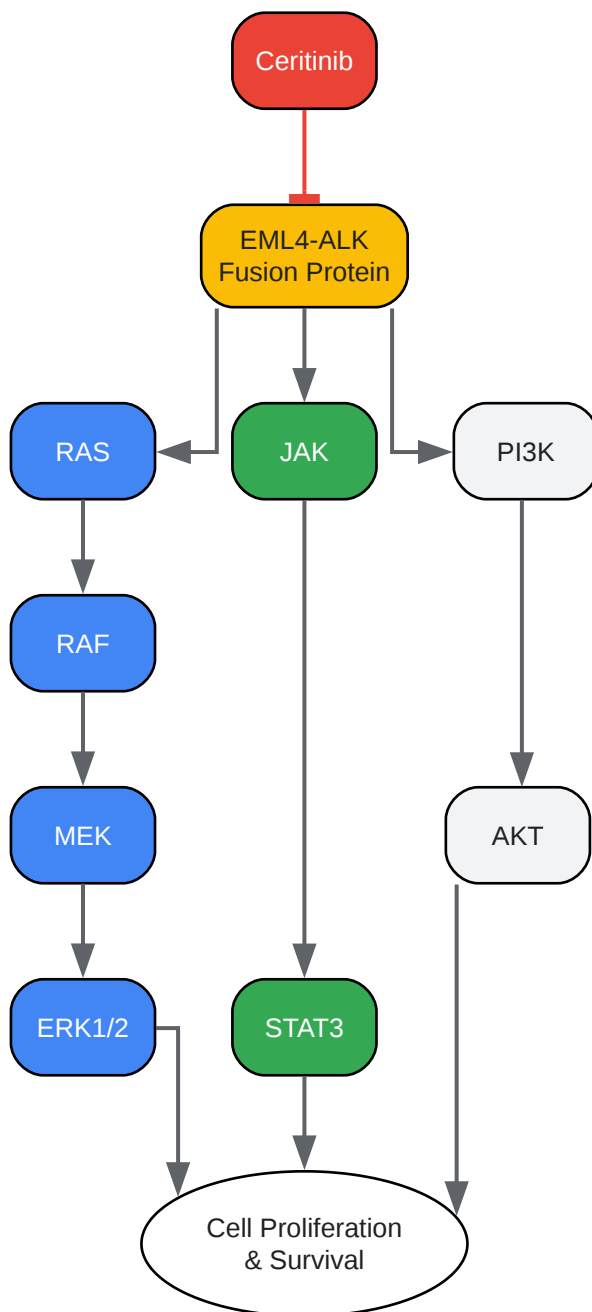 Ceritinib
EML4-ALK
Fusion Protein
RAS
JAK
PI3K
RAF
MEK
AKT
ERK1/2
STAT3
Cell Proliferation
& Survival